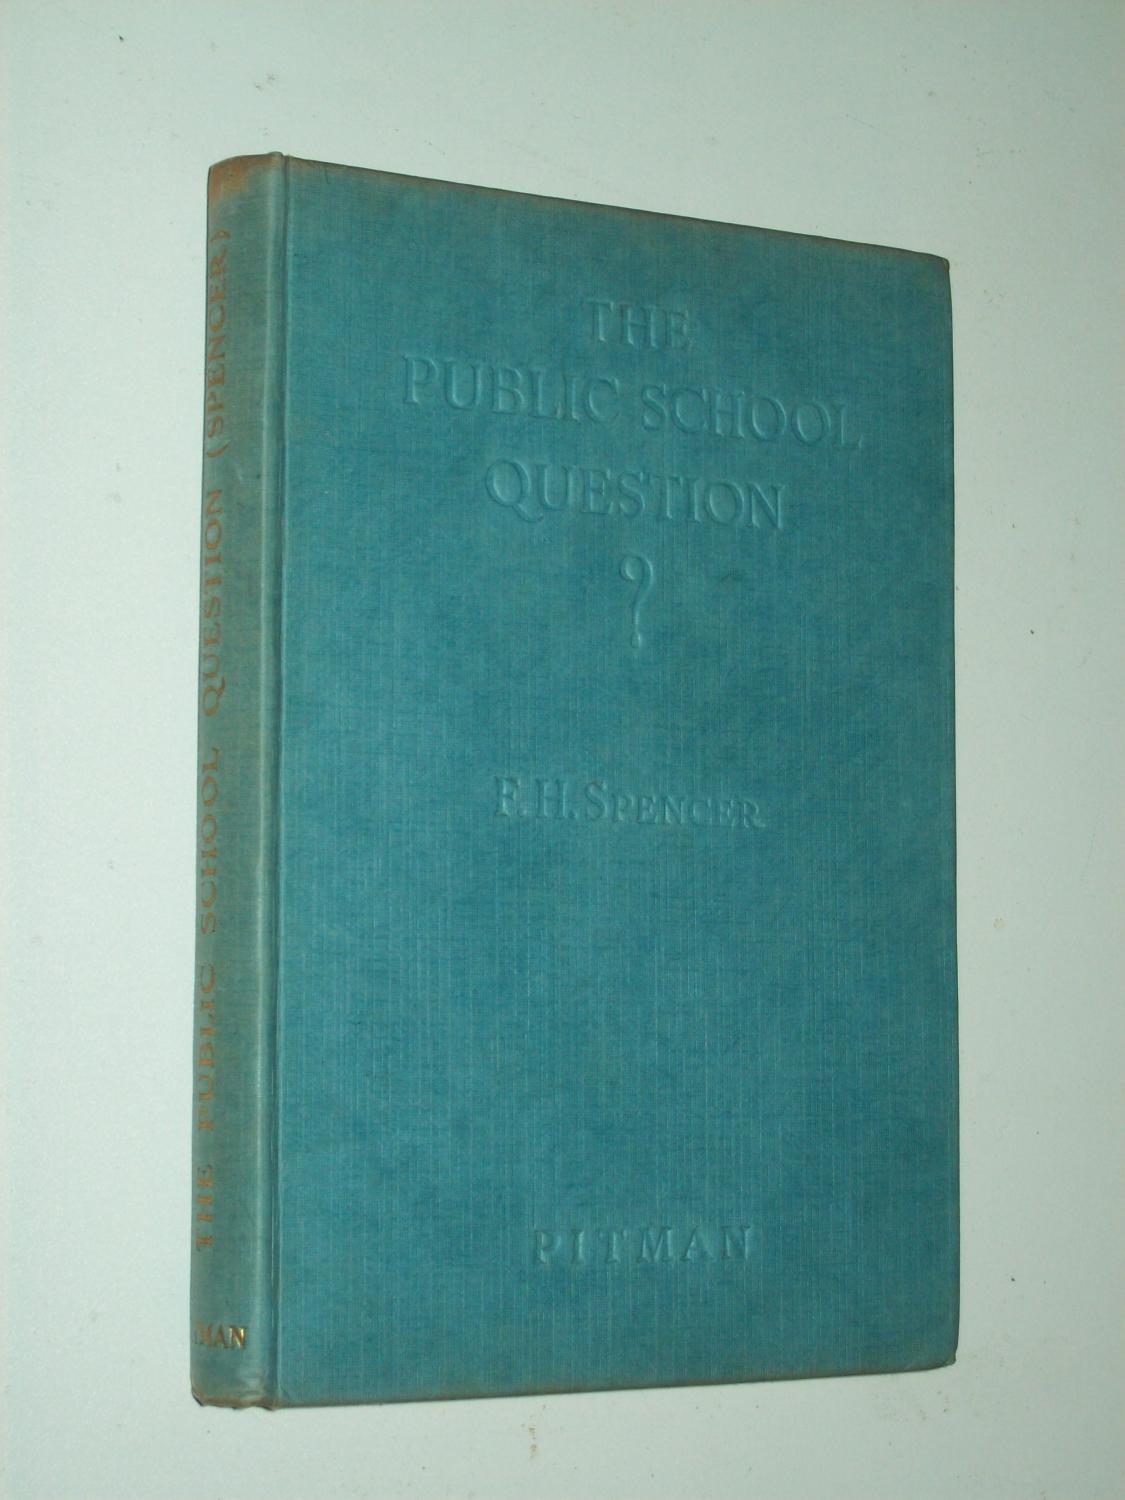 THE
PUBLIC SCHOOL
QUESTION
?
F. H. SPENCER
PITMAN
THE PUBLIC SCHOOL QUESTION (SPENCER)
MAN